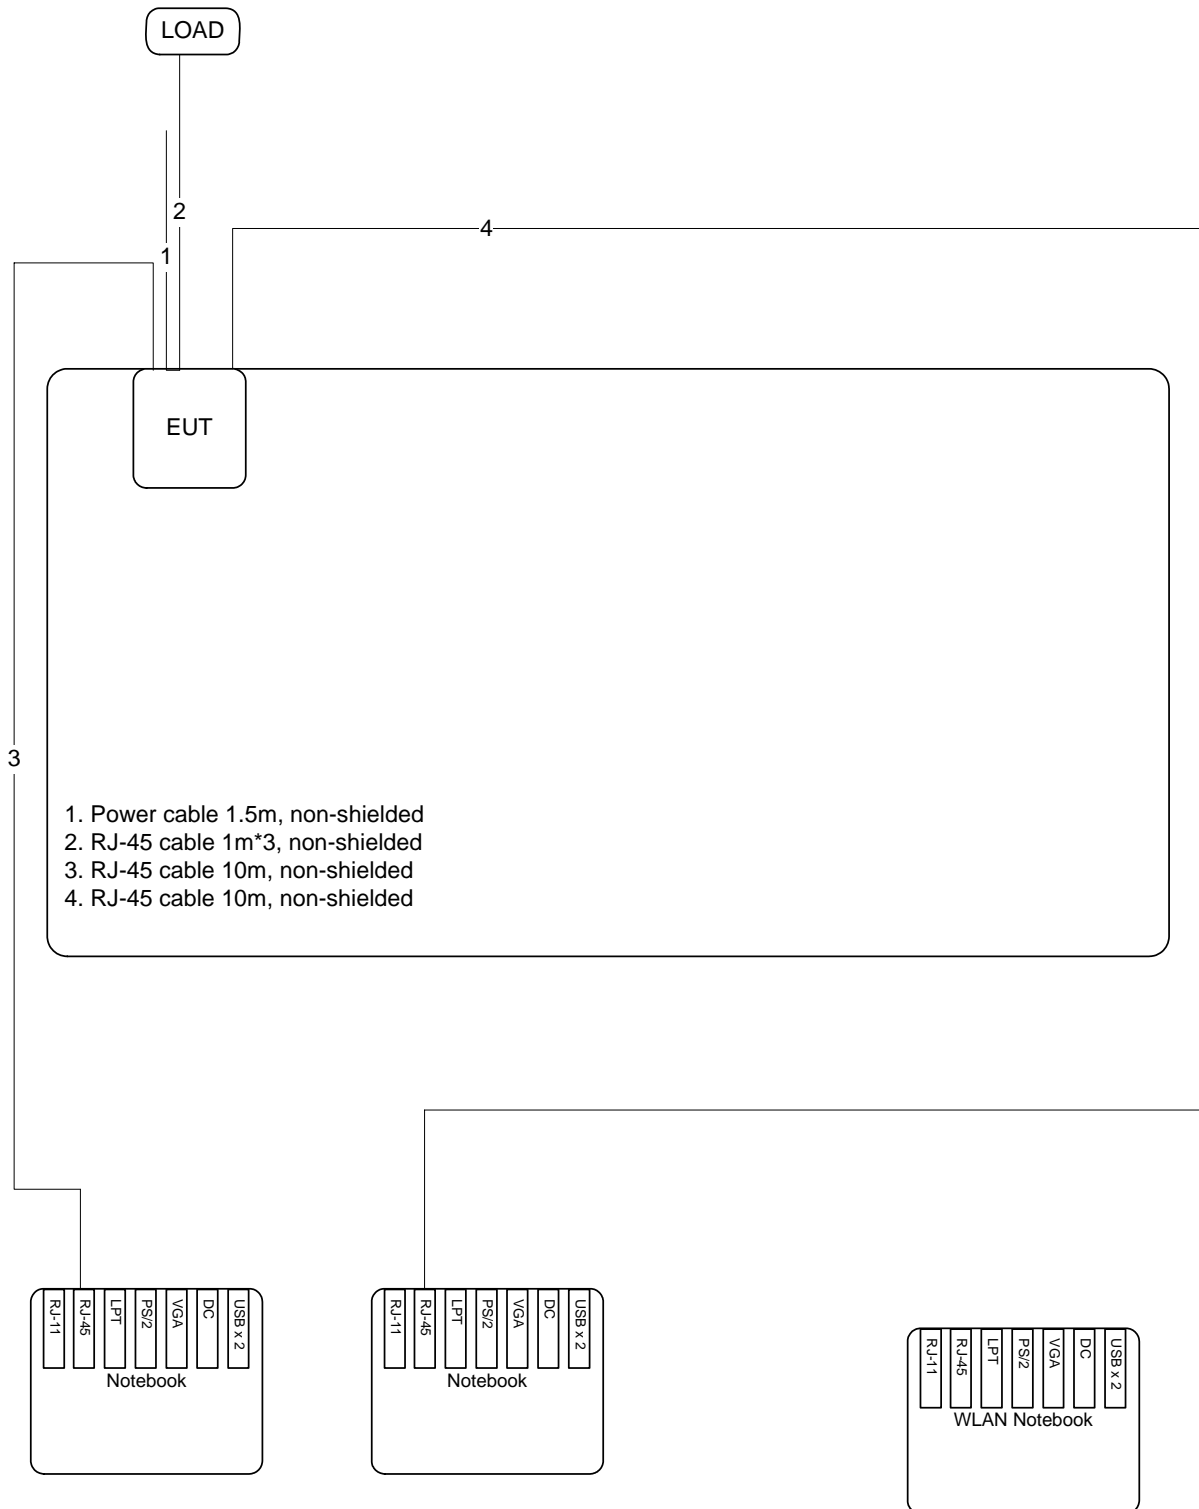 LOAD
2
4
1
EUT
3
1. Power cable 1.5m, non-shielded
2. RJ-45 cable 1m*3, non-shielded
3. RJ-45 cable 10m, non-shielded
4. RJ-45 cable 10m, non-shielded
RJ-11
RJ-45
LPT
PS/2
VGA
DC
USB x 2
Notebook
RJ-11
RJ-45
LPT
PS/2
VGA
DC
USB x 2
Notebook
RJ-11
RJ-45
LPT
PS/2
VGA
DC
USB x 2
WLAN Notebook